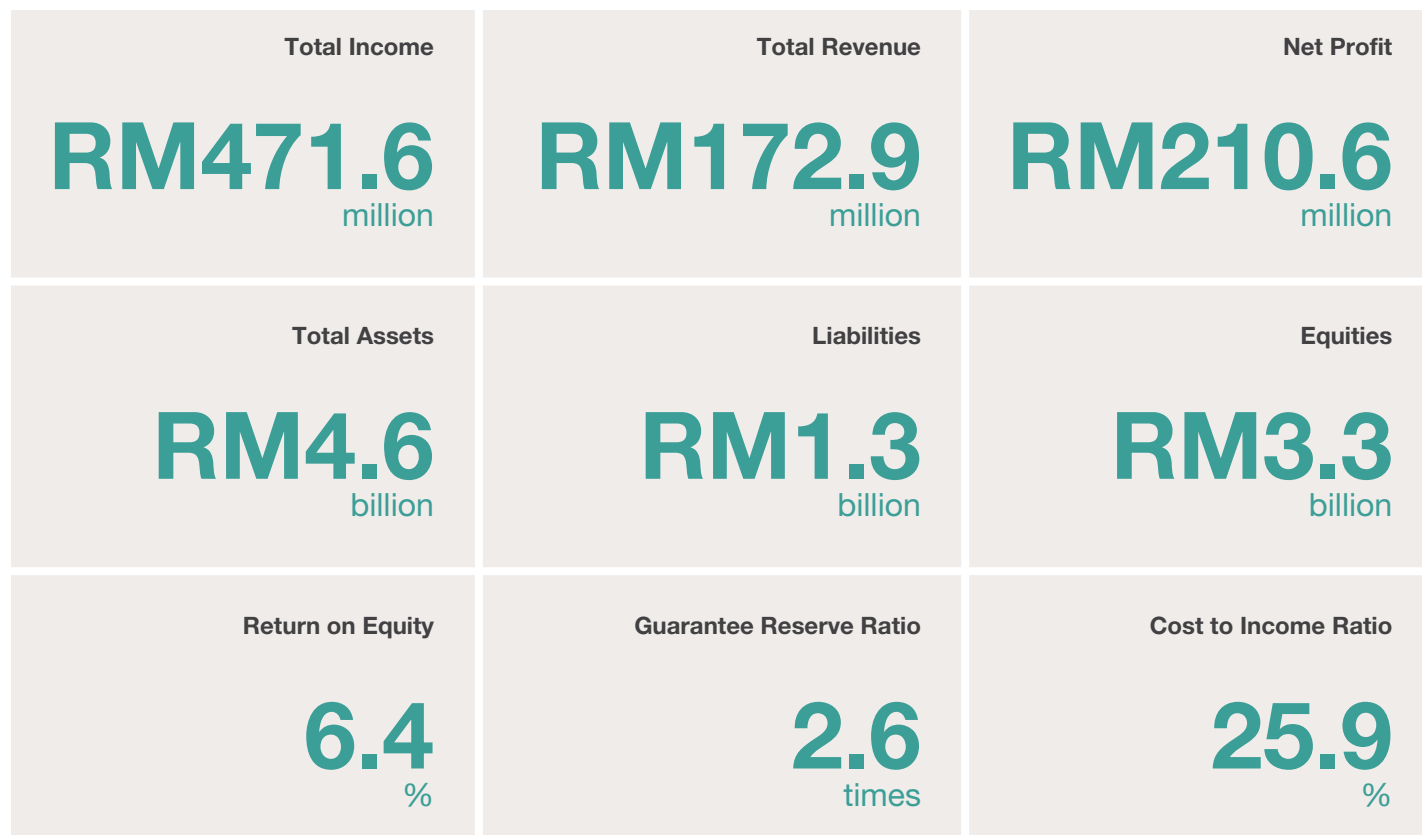 Total Income
RM471.6
million
Total Revenue
RM172.9
million
Net Profit
RM210.6
million
Total Assets
RM4.6
billion
Liabilities
RM1.3
billion
Equities
RM3.3
billion
Return on Equity
6.4
%
Guarantee Reserve Ratio
2.6
times
Cost to Income Ratio
25.9
%